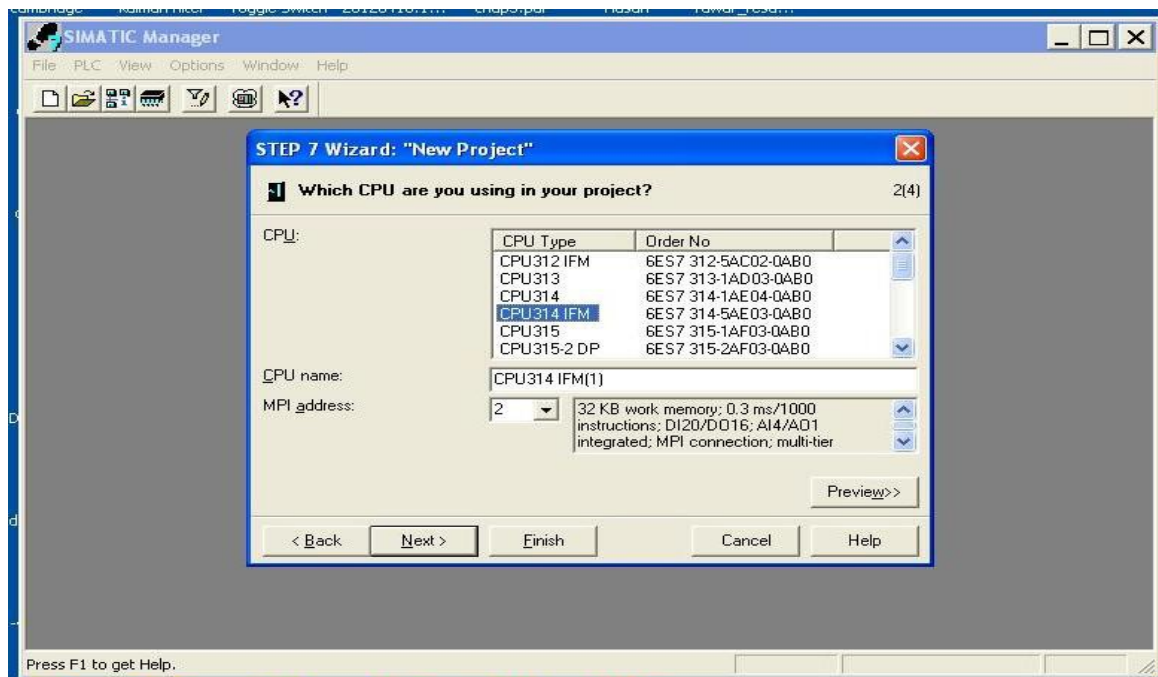 SIMATIC Manager
File PLC View Options Window Help
STEP 7 Wizard: "New Project"
Which CPU are you using in your project? 2(4)
CPU:
CPU Type Order No
CPU312 IFM 6ES7 312-5AC02-0AB0
CPU313 6ES7 313-1AD03-0AB0
CPU314 6ES7 314-1AE04-0AB0
CPU314 IFM 6ES7 314-5AE03-0AB0
CPU315 6ES7 315-1AF03-0AB0
CPU315-2 DP 6ES7 315-2AF03-0AB0
CPU name: CPU314 IFM(1)
MPI address: 2
32 KB work memory; 0.3 ms/1000
instructions; DI20/DO16; AI4/AO1
integrated; MPI connection; multi-tier
Preview>>
< Back Next > Finish Cancel Help
Press F1 to get Help.